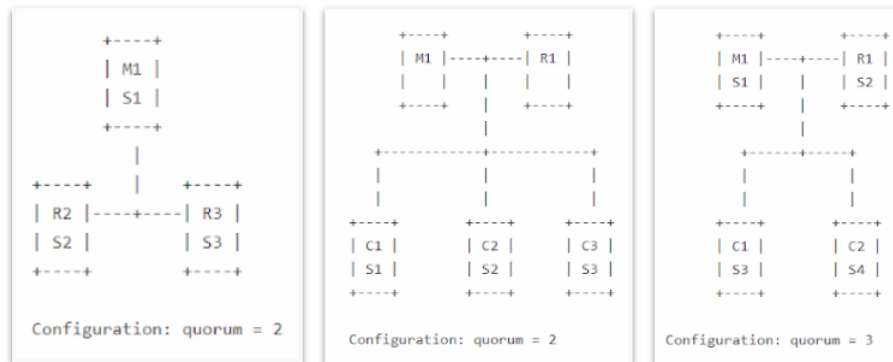 M1
S1
R2 R3
S2 S3
Configuration: quorum = 2
M1 R1
C1 C2 C3
S1 S2 S3
Configuration: quorum = 2
M1 R1
S1 S2
C1 C2
S3 S4
Configuration: quorum = 3